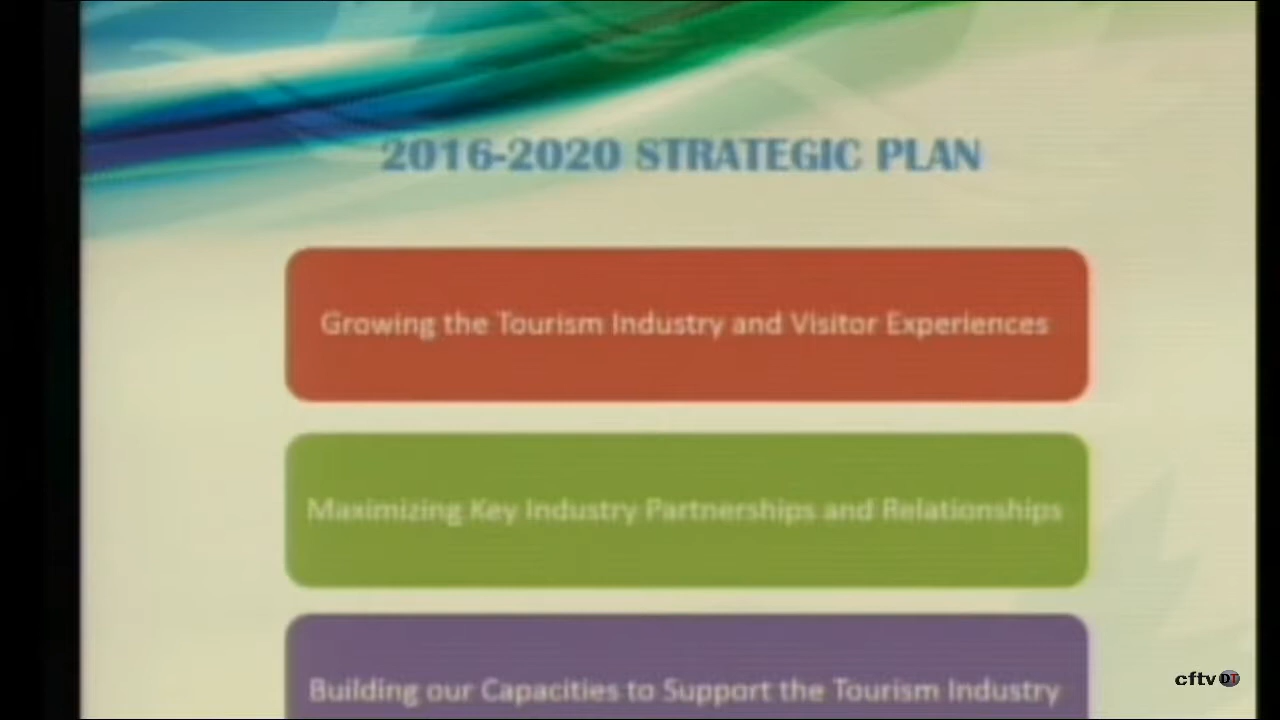 2016-2020 STRATEGIC PLAN
Growing the Tourism Industry and Visitor Experiences
Maximizing Key Industry Partnerships and Relationships
Building our Capacities to Support the Tourism Industry
cftv DT